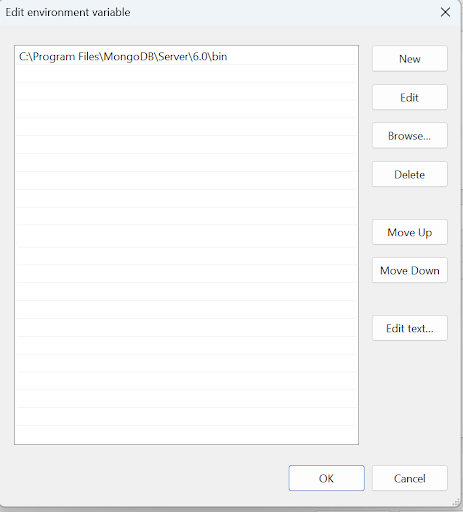 Edit environment variable
C:\Program Files\MongoDB\Server\6.0\bin
New
Edit
Browse...
Delete
Move Up
Move Down
Edit text...
OK
Cancel